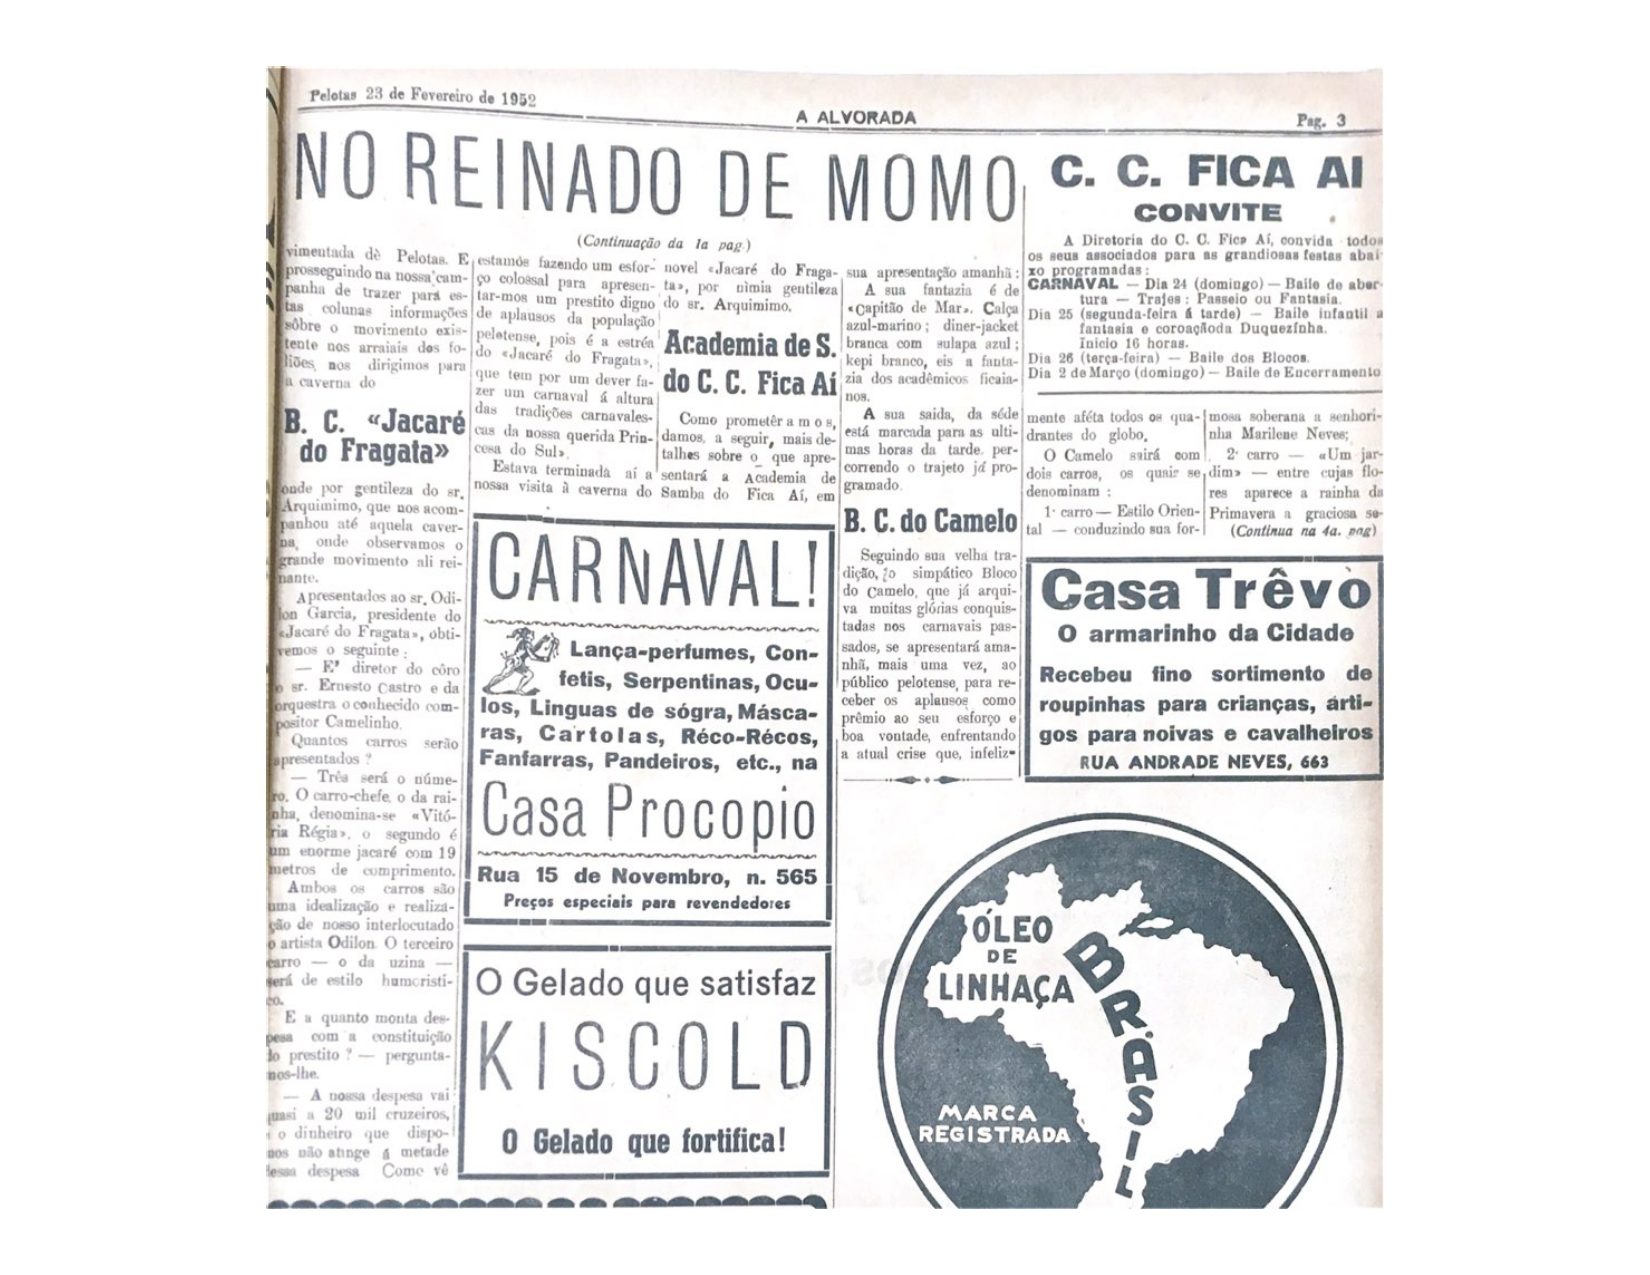 Pelotas 23 de Fevereiro de 1952
A ALVORADA
Pag. 3
NO REINADO DE MOMO
(Continuação da 1a pag.)
vimentada dè Pelotas. E
prosseguindo na nossa cam-
panha de trazer pará es-
tas colunas informações
sôbre o movimento exis-
tente nos arraiais dos fo-
liões, nos dirigimos para
a caverna do
B. C. «Jacaré
do Fragata»
onde por gentileza do sr.
Arquimimo, que nos acom-
panhou até aquela caver-
na, onde observamos o
grande movimento ali rei-
nante.
Apresentados ao sr. Odi-
lon Garcia, presidente do
«Jacaré do Fragata», obti-
vemos o seguinte :
— E' diretor do côro
o sr. Ernesto Castro e da
orquestra o conhecido com-
positor Camelinho.
Quantos carros serão
apresentados ?
— Três será o núme-
ro. O carro-chefe, o da rai-
nha, denomina-se «Vitó-
ria Régia», o segundo é
um enorme jacaré com 19
metros de comprimento.
Ambos os carros são
uma idealização e realiza-
ção de nosso interlocutado
o artista Odilon. O terceiro
carro — o da uzina —
será de estilo humcristi-
co.
E a quanto monta des-
pesa com a constituição
do prestito ? — pergunta-
mos-lhe.
— A nossa despesa vai
quasi a 20 mil cruzeiros,
e o dinheiro que dispo-
mos não atinge á metade
dessa despesa Como vê
estamos fazendo um esfor-
ço colossal para apresen-
tar-mos um prestito digno
de aplausos da população
peletense, pois é a estréa
do «Jacaré do Fragata»,
que tem por um dever fa-
zer um carnaval á altura
das tradições carnavales-
cas da nossa querida Prin-
cesa do Sul».
Estava terminada aí a
nossa visita à caverna do
novel «Jacaré do Fraga-
ta», por nimia gentileza
do sr. Arquimimo.
Academia de S.
do C. C. Fica Aí
Como prometêramos,
damos, a seguir, mais de-
talhes sobre o que apre-
sentará a Academia de
Samba do Fica Aí, em
sua apresentação amanhã :
A sua fantazia é de
«Capitão de Mar». Calça
azul-marino ; diner-jacket
branca com sulapa azul ;
kepi branco, eis a fanta-
zia dos acadêmicos ficaia-
nos.
A sua saida, da séde
está marcada para as ulti-
mas horas da tarde. per-
correndo o trajeto já pro-
gramado.
B. C. do Camelo
Seguindo sua velha tra-
dição, o simpático Bloco
do Camelo, que já arqui-
va muitas glórias conquis-
tadas nos carnavais pas-
sados, se apresentará ama-
nhã, mais uma vez, ao
público pelotense, para re-
ceber os aplausos como
prêmio ao seu esforço e
boa vontade, enfrentando
a atual crise que, infeliz-
C. C. FICA AI
CONVITE
A Diretoria do C. C. Fica Aí, convida todos
os seus associados para as grandiosas festas abai-
xo programadas :
CARNAVAL — Dia 24 (domingo) — Baile de aber-
tura — Trajes : Passeio ou Fantasia.
Dia 25 (segunda-feira á tarde) — Baile infantil a
fantasia e coroaçãoda Duquezinha.
Inicio 16 horas.
Dia 26 (terça-feira) — Baile dos Blocos.
Dia 2 de Março (domingo) — Baile de Encerramento
mente aféta todos os qua-
drantes do globo.
O Camelo sairá com
dois carros, os quais se
denominam :
1· carro — Estilo Orien-
tal — conduzindo sua for-
mosa soberana a senhori-
nha Marilene Neves;
2· carro — «Um jar-
dim» — entre cujas flo-
res aparece a rainha da
Primavera a graciosa se-
(Continua na 4a. pag)
CARNAVAL!
Lança-perfumes, Con-
fetis, Serpentinas, Ocu-
los, Linguas de sógra, Másca-
ras, Cartolas, Réco-Récos,
Fanfarras, Pandeiros, etc., na
Casa Procopio
Rua 15 de Novembro, n. 565
Preços especiais para revendedores
O Gelado que satisfaz
KISCOLD
O Gelado que fortifica!
Casa Trêvo
O armarinho da Cidade
Recebeu fino sortimento de
roupinhas para crianças, árti-
gos para noivas e cavalheiros
RUA ANDRADE NEVES, 663
ÓLEO
DE
LINHAÇA
BRASIL
MARCA
REGISTRADA